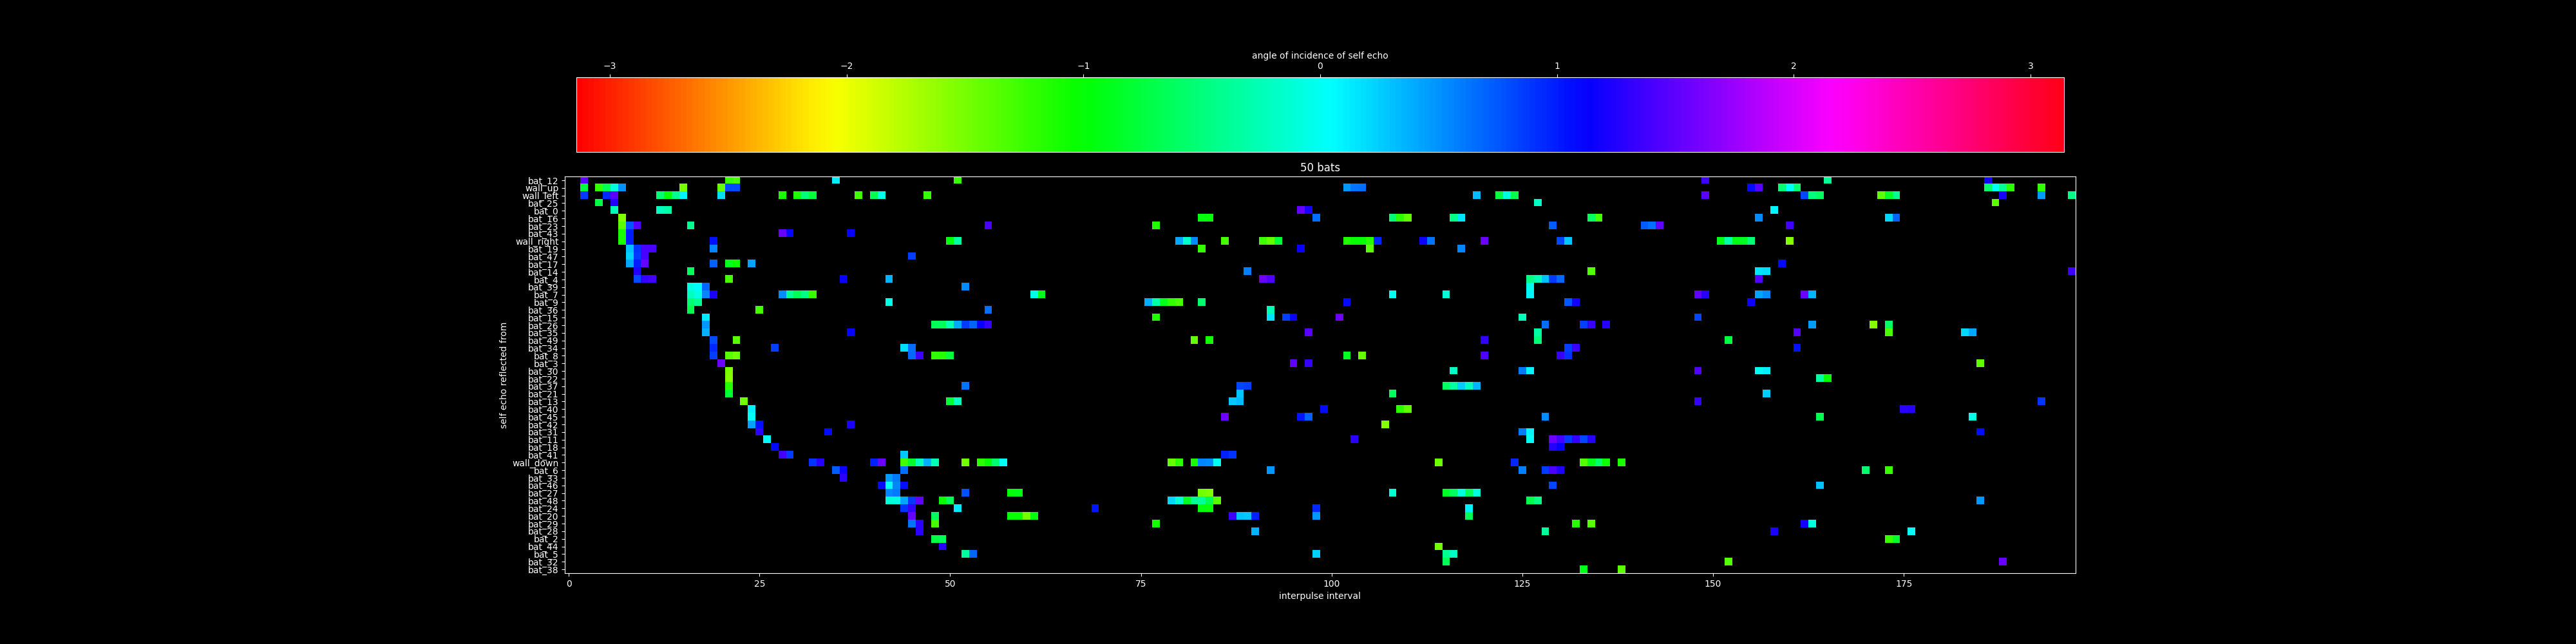 angle of incidence of self echo
−3 −2 −1 0 1 2 3
50 bats
bat_12
wall_up
wall_left
bat_25
bat_0
bat_16
bat_23
bat_43
wall_right
bat_19
bat_47
bat_17
bat_14
bat_4
bat_39
bat_7
bat_9
bat_36
bat_15
bat_26
bat_35
bat_49
bat_34
bat_8
bat_3
bat_30
bat_22
bat_37
bat_21
bat_13
bat_40
bat_45
bat_42
bat_31
bat_11
bat_18
bat_41
wall_down
bat_6
bat_33
bat_46
bat_27
bat_48
bat_24
bat_20
bat_29
bat_28
bat_2
bat_44
bat_5
bat_32
bat_38
self echo reflected from
0 25 50 75 100 125 150 175
interpulse interval